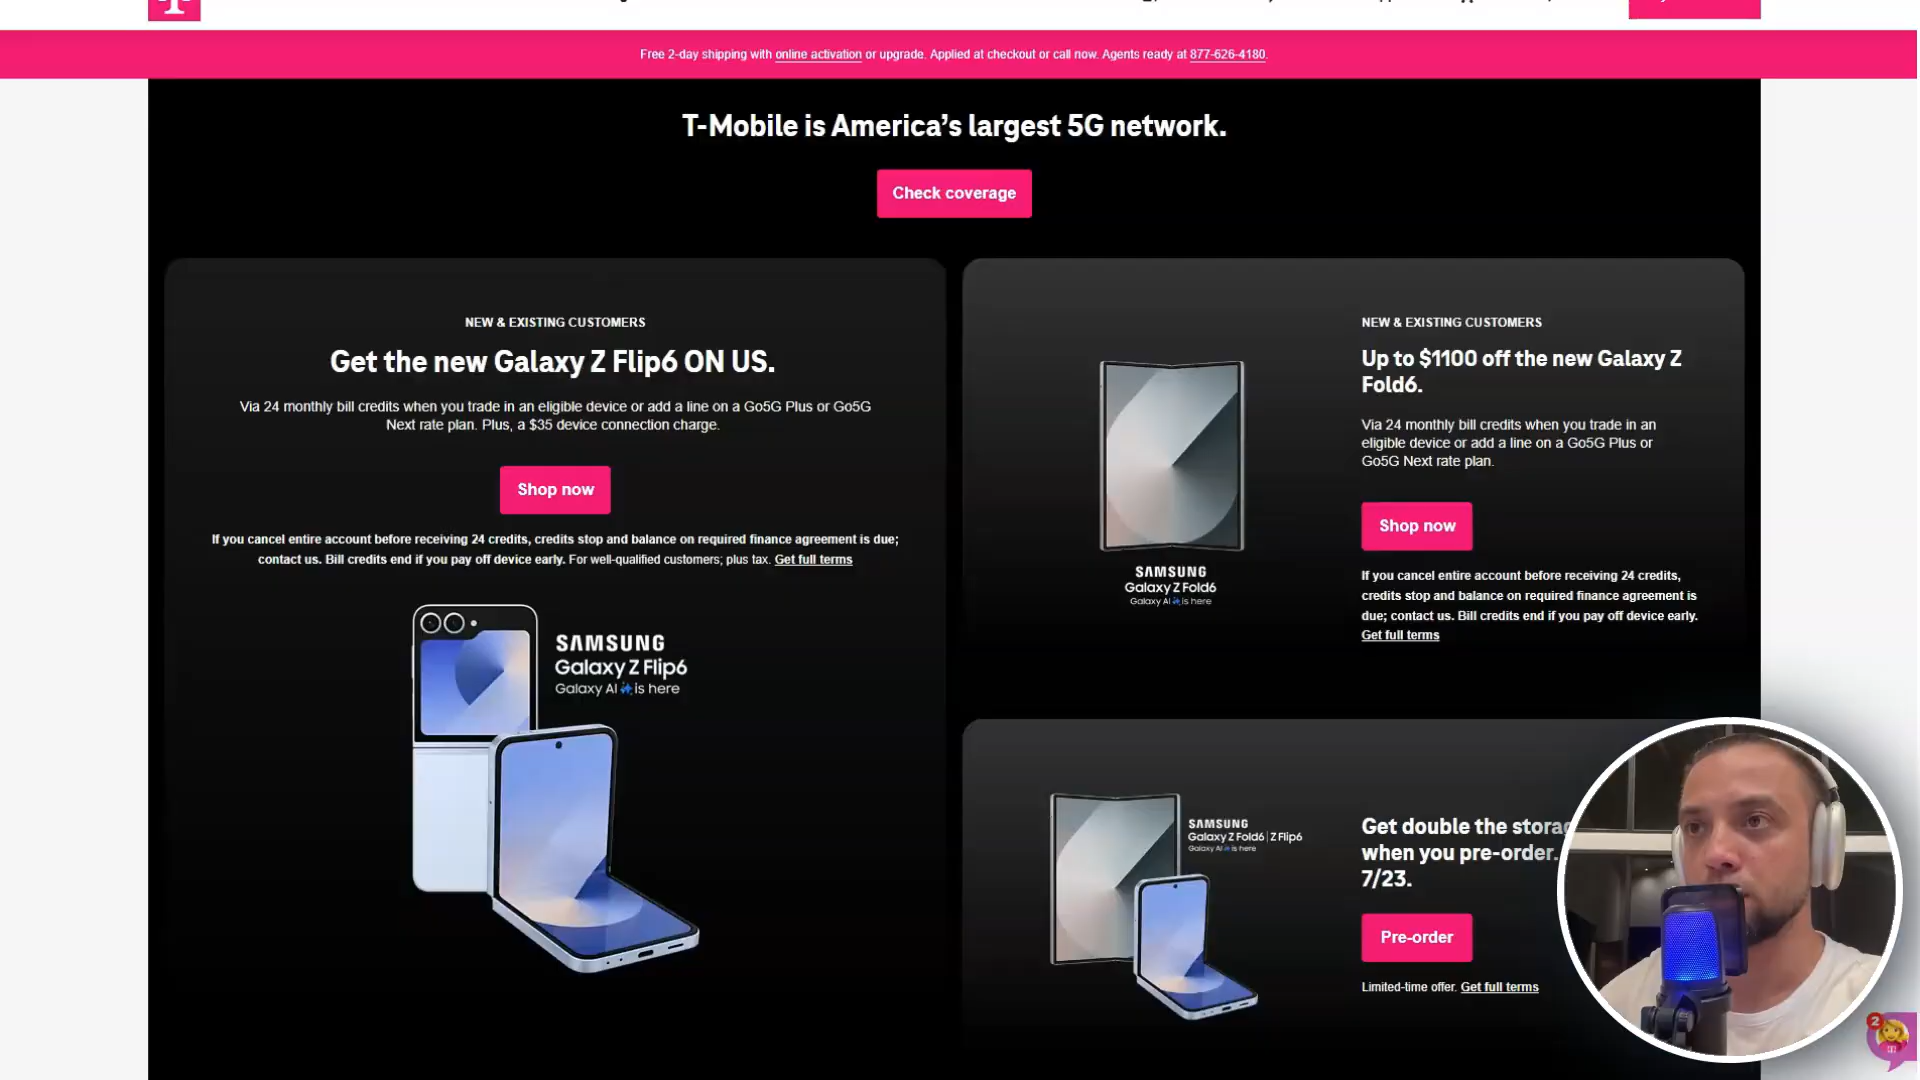 Free 2-day shipping with online activation or upgrade. Applied at checkout or call now. Agents ready at 877-626-4180.
T-Mobile is America’s largest 5G network.
Check coverage
NEW & EXISTING CUSTOMERS
Get the new Galaxy Z Flip6 ON US.
Via 24 monthly bill credits when you trade in an eligible device or add a line on a Go5G Plus or Go5G
Next rate plan. Plus, a $35 device connection charge.
Shop now
If you cancel entire account before receiving 24 credits, credits stop and balance on required finance agreement is due;
contact us. Bill credits end if you pay off device early. For well-qualified customers; plus tax. Get full terms
SAMSUNG
Galaxy Z Flip6
Galaxy AI is here
NEW & EXISTING CUSTOMERS
Up to $1100 off the new Galaxy Z
Fold6.
Via 24 monthly bill credits when you trade in an
eligible device or add a line on a Go5G Plus or
Go5G Next rate plan.
Shop now
If you cancel entire account before receiving 24 credits,
credits stop and balance on required finance agreement is
due; contact us. Bill credits end if you pay off device early.
Get full terms
SAMSUNG
Galaxy Z Fold6
Galaxy AI is here
SAMSUNG
Galaxy Z Fold6 | Z Flip6
Galaxy AI is here
Get double the
when you pre-order.
7/23.
Pre-order
Limited-time offer. Get full terms
2